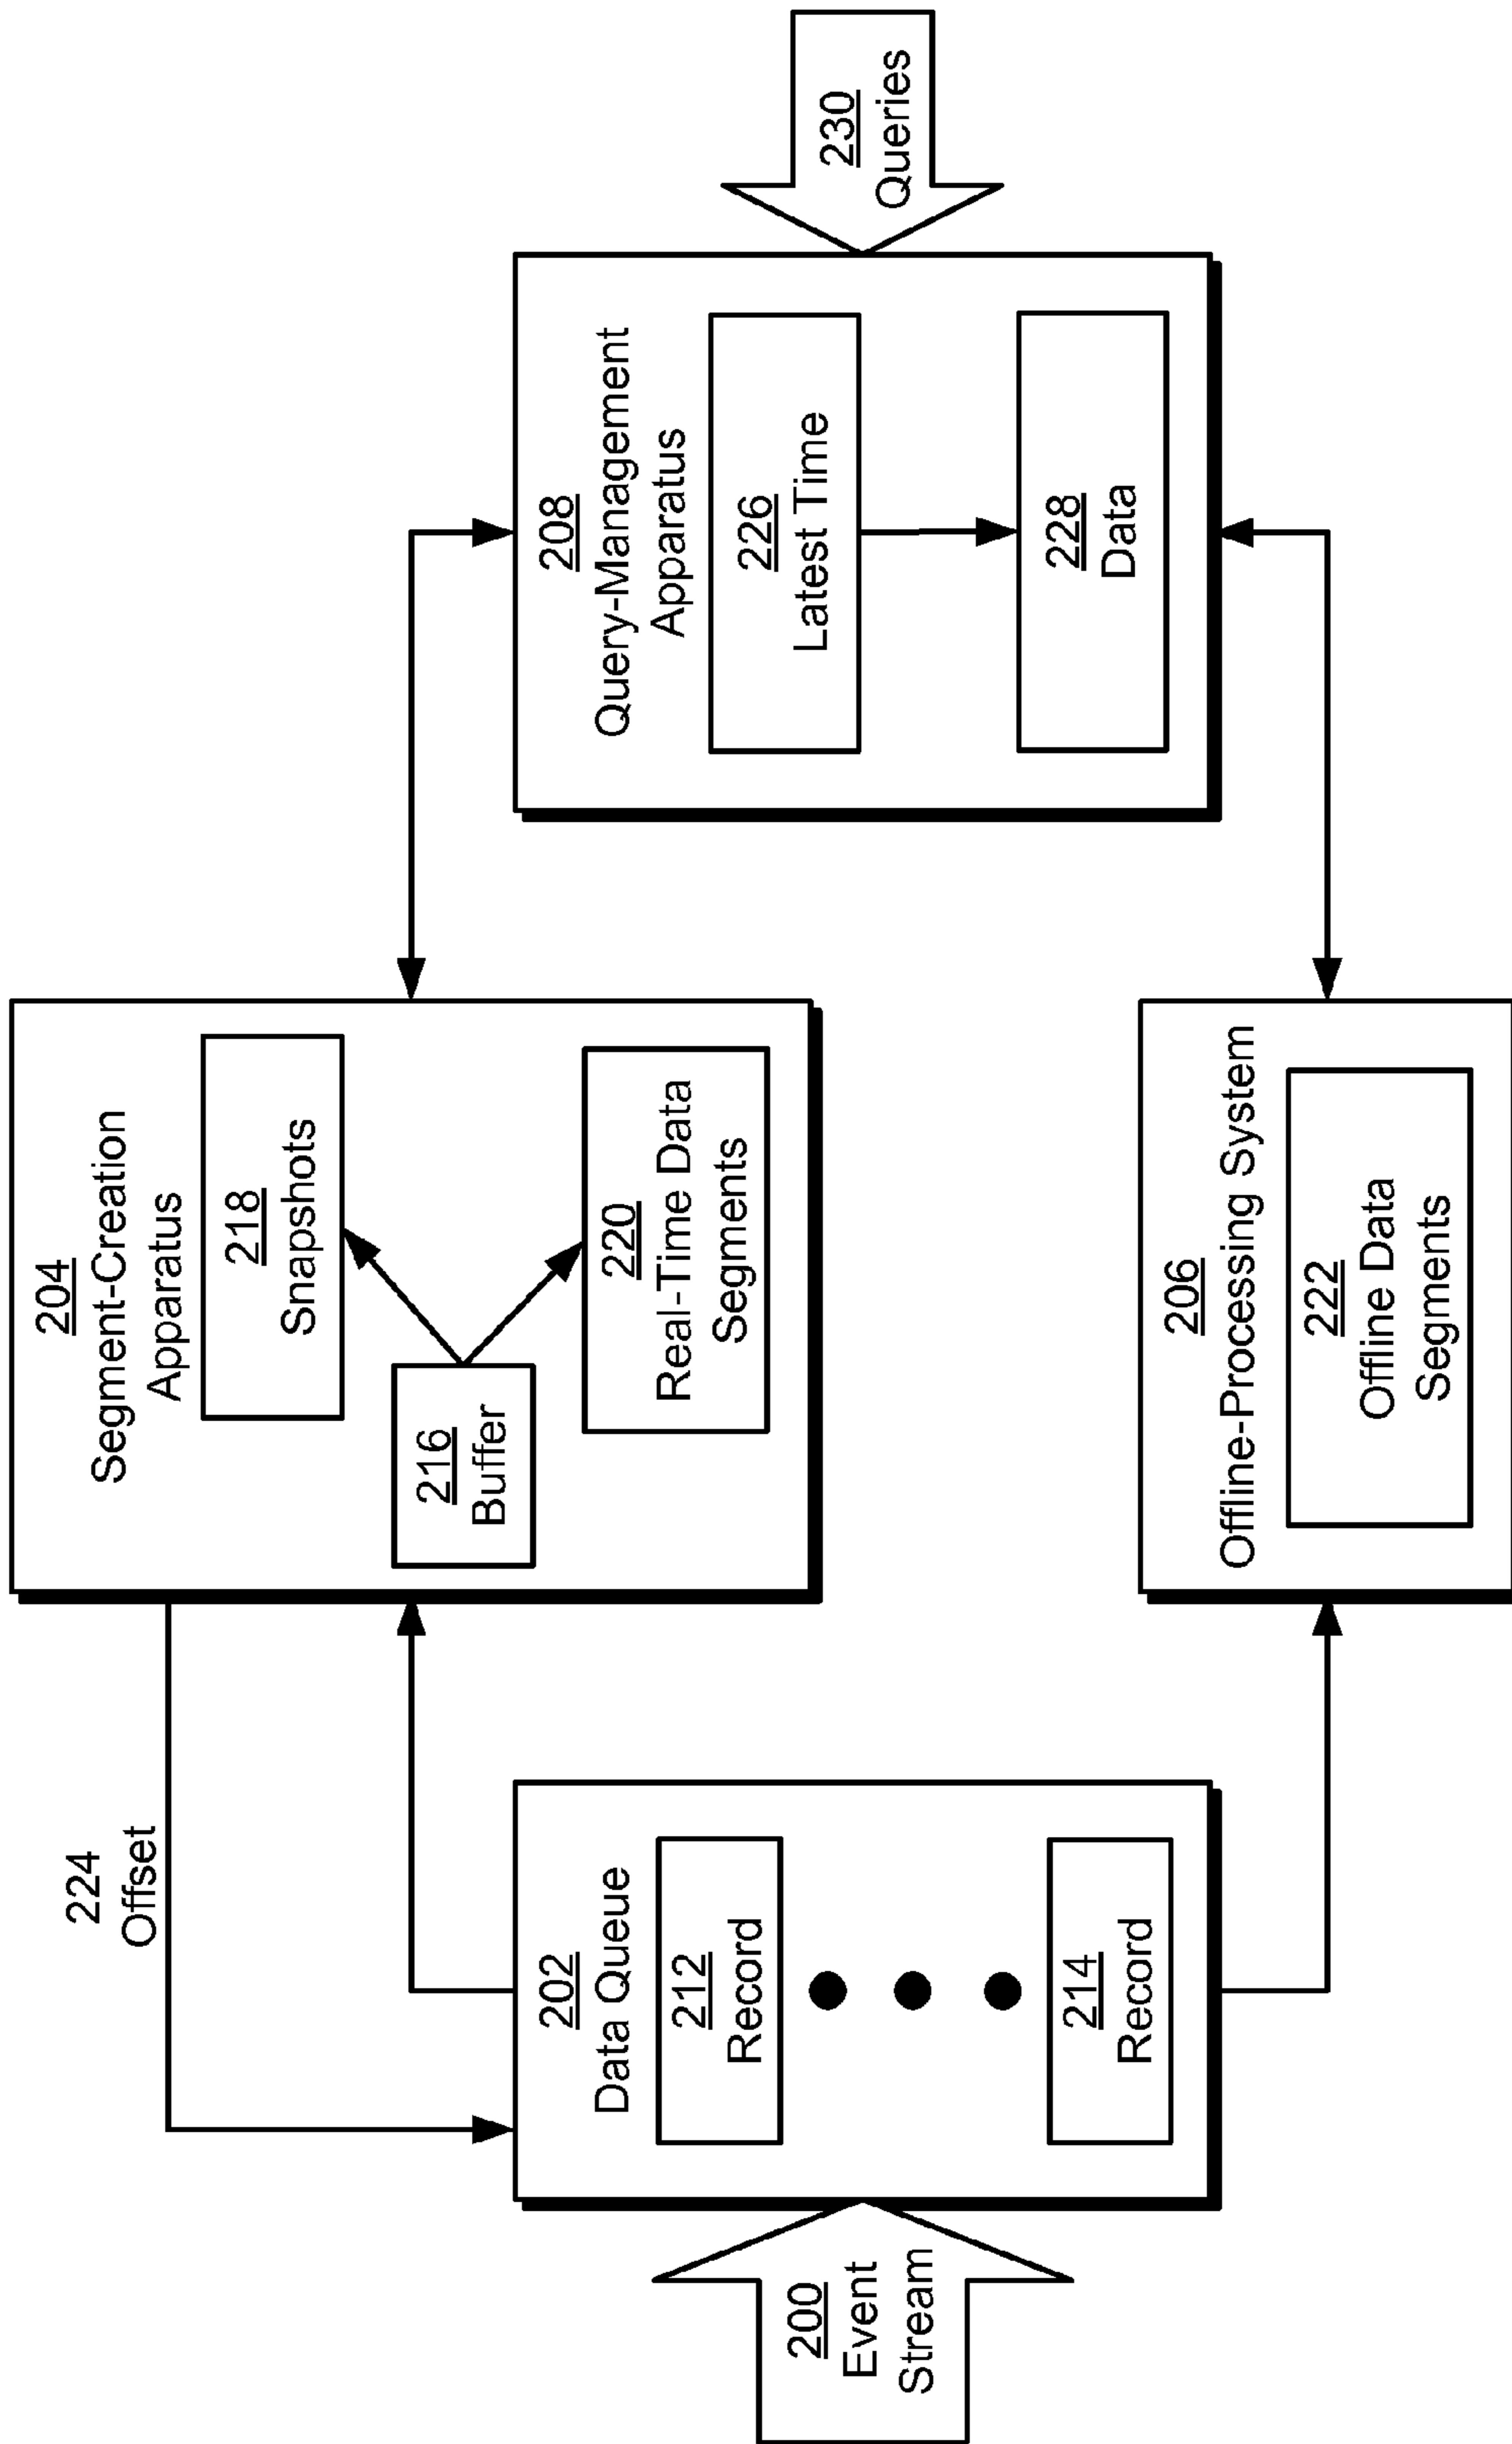 200
Event
Stream
224
Offset
202
Data Queue
212
Record
214
Record
204
Segment-Creation
Apparatus
218
Snapshots
216
Buffer
220
Real-Time Data
Segments
206
Offline-Processing System
222
Offline Data
Segments
208
Query-Management
Apparatus
226
Latest Time
228
Data
230
Queries